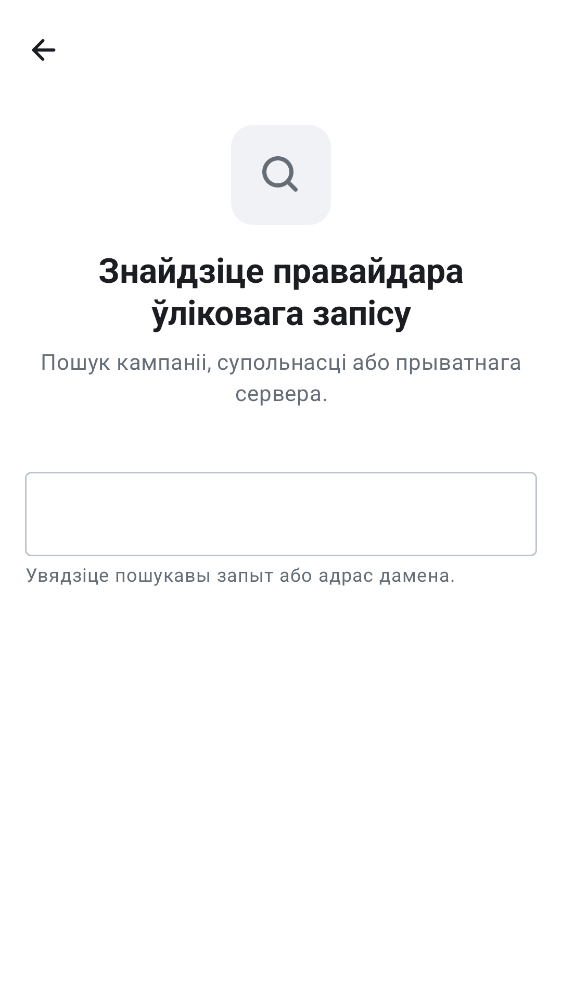 Знайдзіце правайдара
ўліковага запісу
Пошук кампаніі, супольнасці або прыватнага
сервера.
Увядзіце пошукавы запыт або адрас дамена.